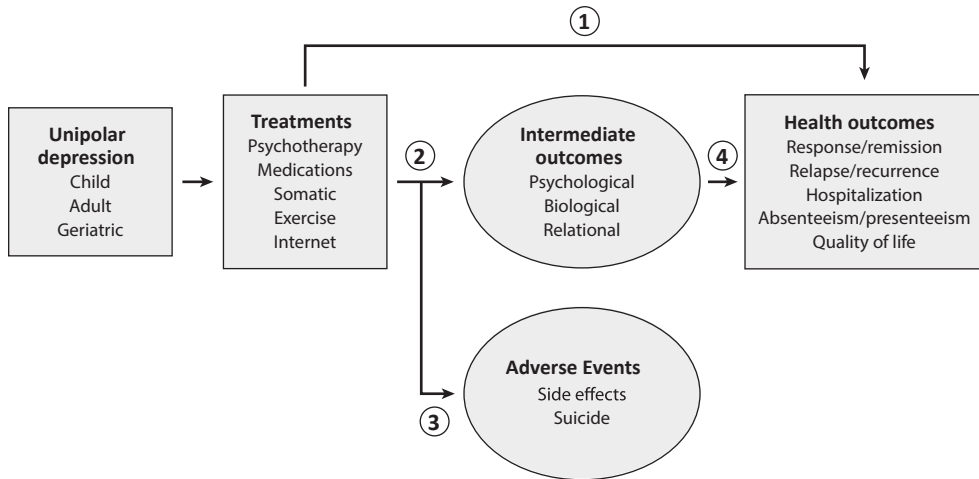 1
Unipolar
depression
Child
Adult
Geriatric
Treatments
Psychotherapy
Medications
Somatic
Exercise
Internet
2
Intermediate
outcomes
Psychological
Biological
Relational
4
Health outcomes
Response/remission
Relapse/recurrence
Hospitalization
Absenteeism/presenteeism
Quality of life
3
Adverse Events
Side effects
Suicide